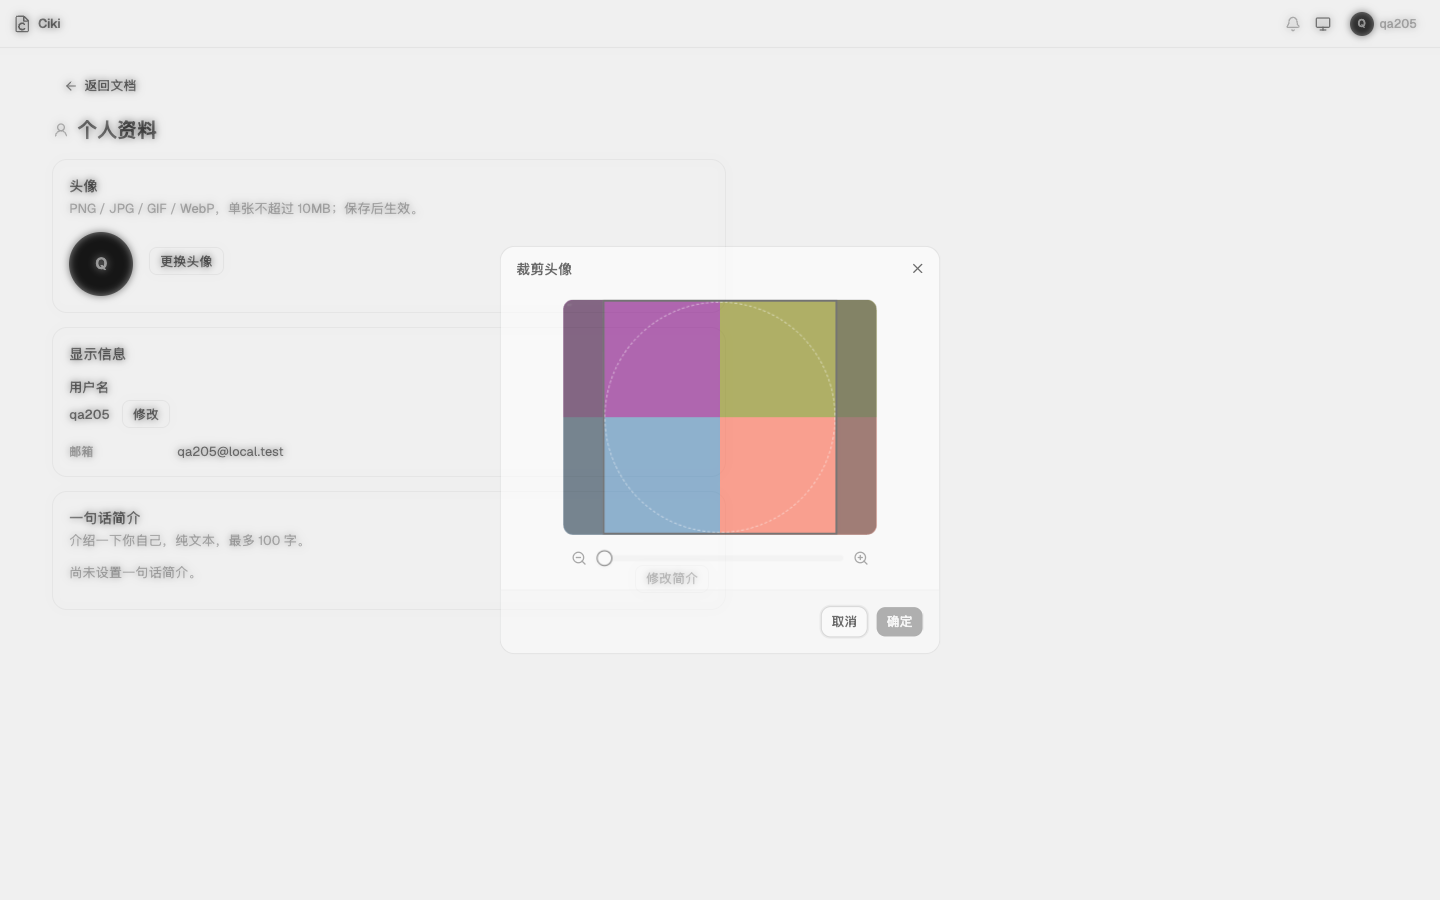 Ciki
Q
qa205
返回文档
个人资料
头像
PNG / JPG / GIF / WebP，单张不超过 10MB；保存后生效。
Q
更换头像
显示信息
用户名
qa205
修改
邮箱
qa205@local.test
一句话简介
介绍一下你自己，纯文本，最多 100 字。
尚未设置一句话简介。
修改简介
裁剪头像
取消
确定